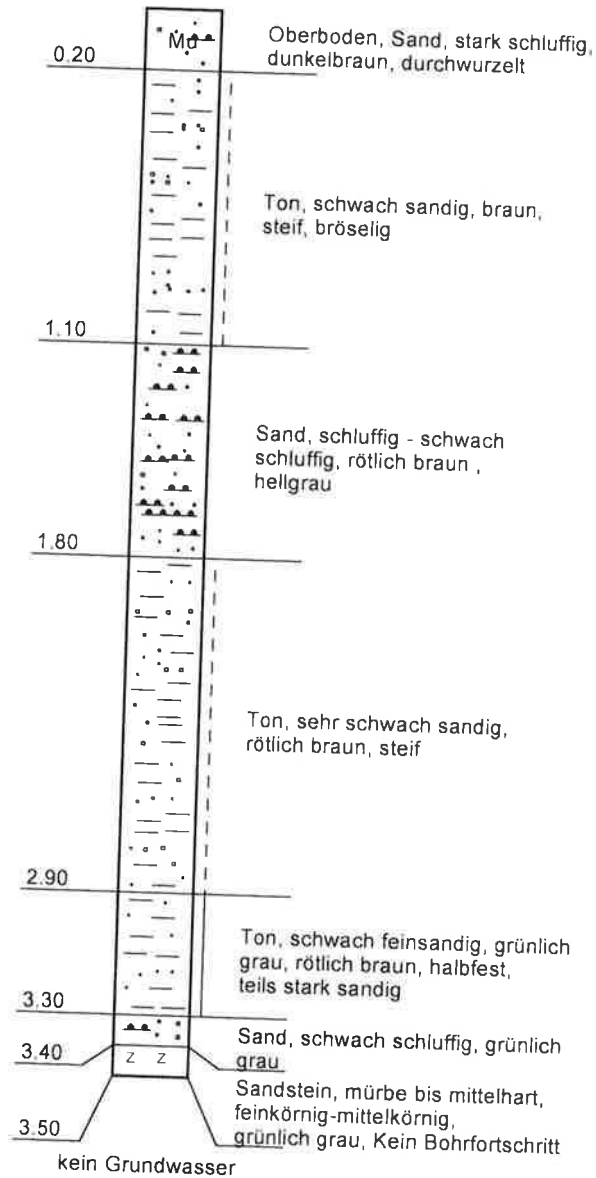 Mu
Oberboden, Sand, stark schluffig,
dunkelbraun, durchwurzelt
0.20
Ton, schwach sandig, braun,
steif, bröselig
1.10
Sand, schluffig - schwach
schluffig, rötlich braun ,
hellgrau
1.80
Ton, sehr schwach sandig,
rötlich braun, steif
2.90
Ton, schwach feinsandig, grünlich
grau, rötlich braun, halbfest,
teils stark sandig
3.30
Sand, schwach schluffig, grünlich
grau
3.40
Z Z
Sandstein, mürbe bis mittelhart,
feinkörnig-mittelkörnig,
grünlich grau, Kein Bohrfortschritt
3.50
kein Grundwasser